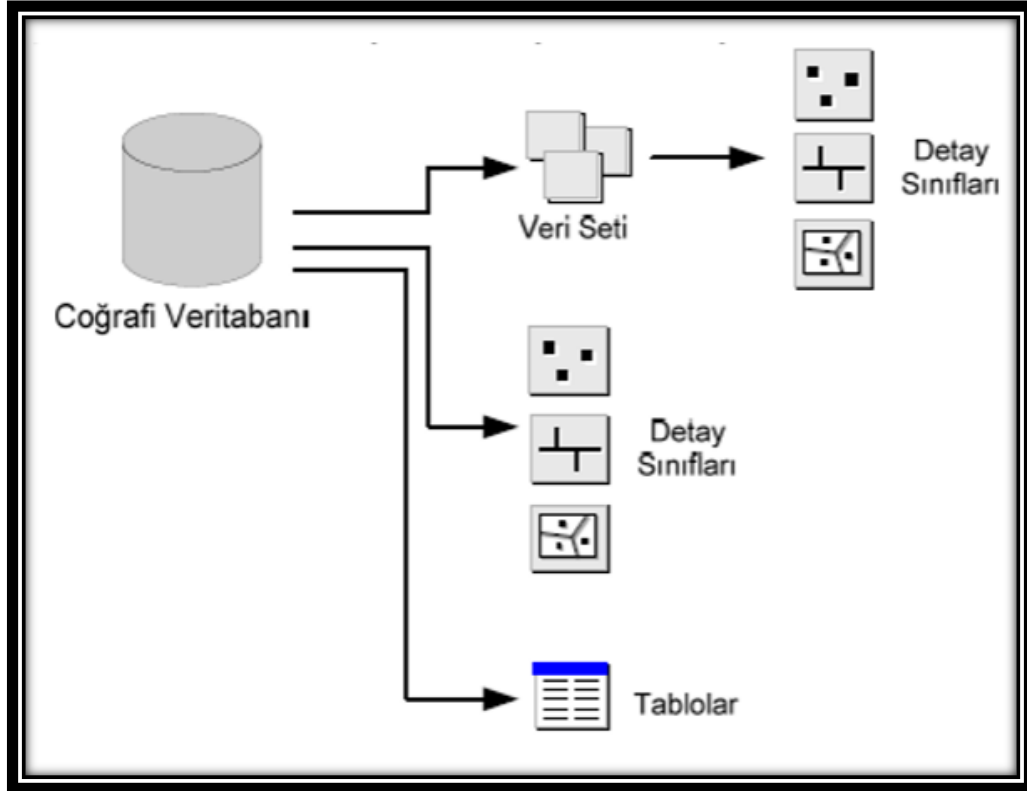 Detay
Sınıfları
Veri Seti
Coğrafi Veritabanı
Detay
Sınıfları
Tablolar